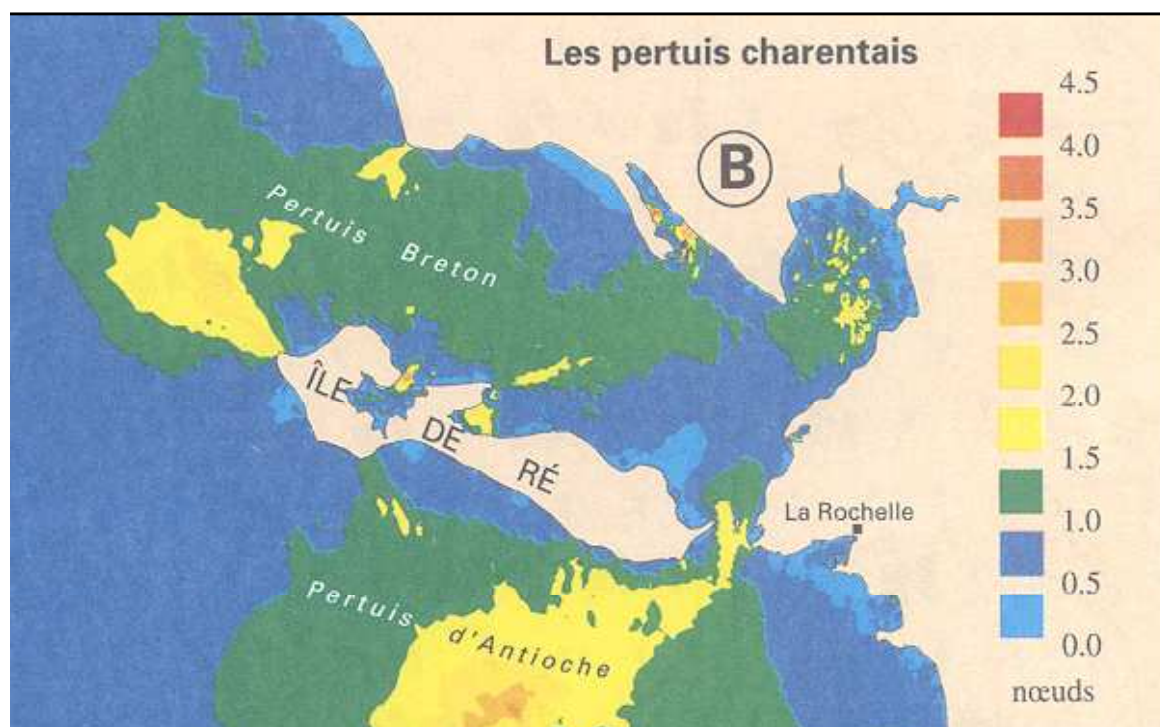 Les pertuis charentais
B
Pertuis Breton
ÎLE DE RÉ
La Rochelle
Pertuis d'Antioche
4.5
4.0
3.5
3.0
2.5
2.0
1.5
1.0
0.5
0.0
nœuds